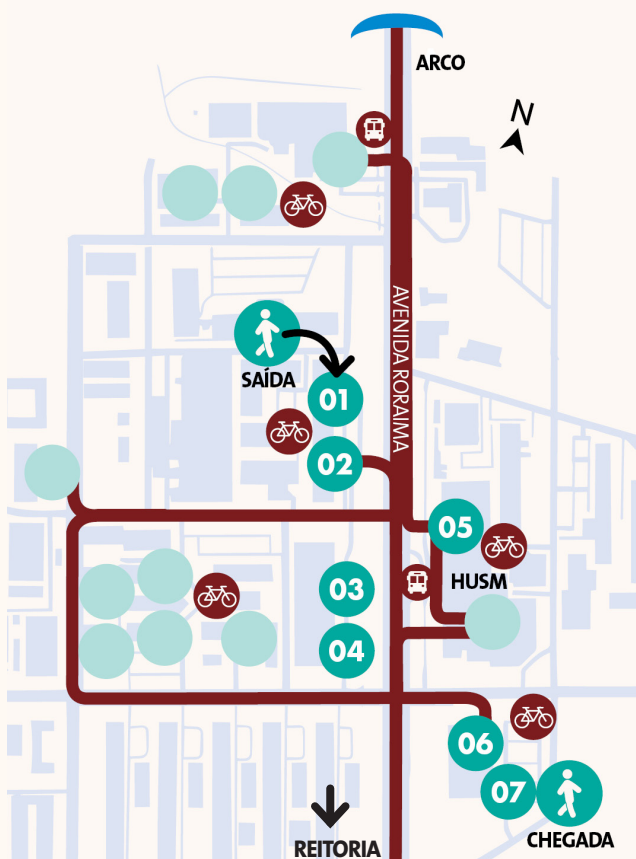 ARCO
N
AVENIDA RORAIMA
SAÍDA
01
02
05
HUSM
03
04
06
07
CHEGADA
REITORIA